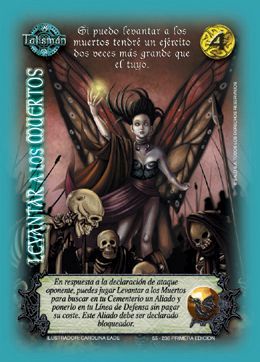 Talisman
4
Si puedo levantar a los
muertos tendré un ejército
dos veces más grande que
el tuyo.
LEVANTAR A LOS MUERTOS
En respuesta a la declaración de ataque
oponente, puedes jugar Levantar a los Muertos
para buscar en tu Cementerio un Aliado y
ponerlo en tu Línea de Defensa sin pagar
su coste. Este Aliado debe ser declarado
bloqueador.
ILUSTRADOR: CAROLINA EADE
PRIMERA EDICION